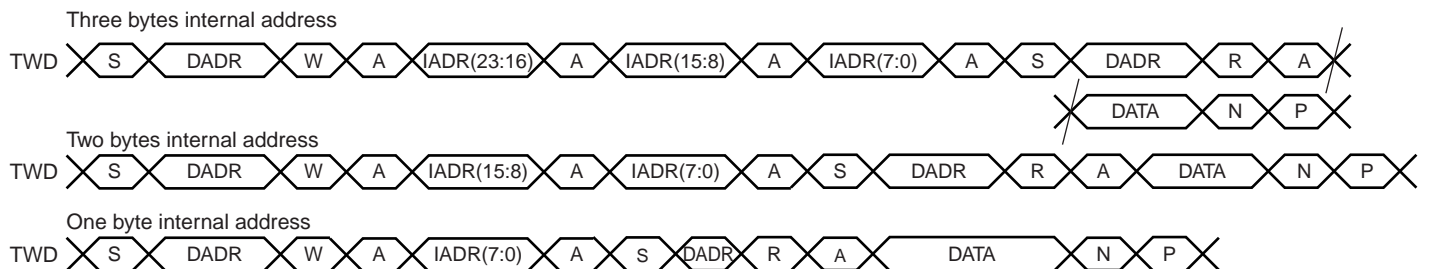 Three bytes internal address
TWD S DADR W A IADR(23:16) A IADR(15:8) A IADR(7:0) A S DADR R A
DATA N P
Two bytes internal address
TWD S DADR W A IADR(15:8) A IADR(7:0) A S DADR R A DATA N P
One byte internal address
TWD S DADR W A IADR(7:0) A S DADR R A DATA N P